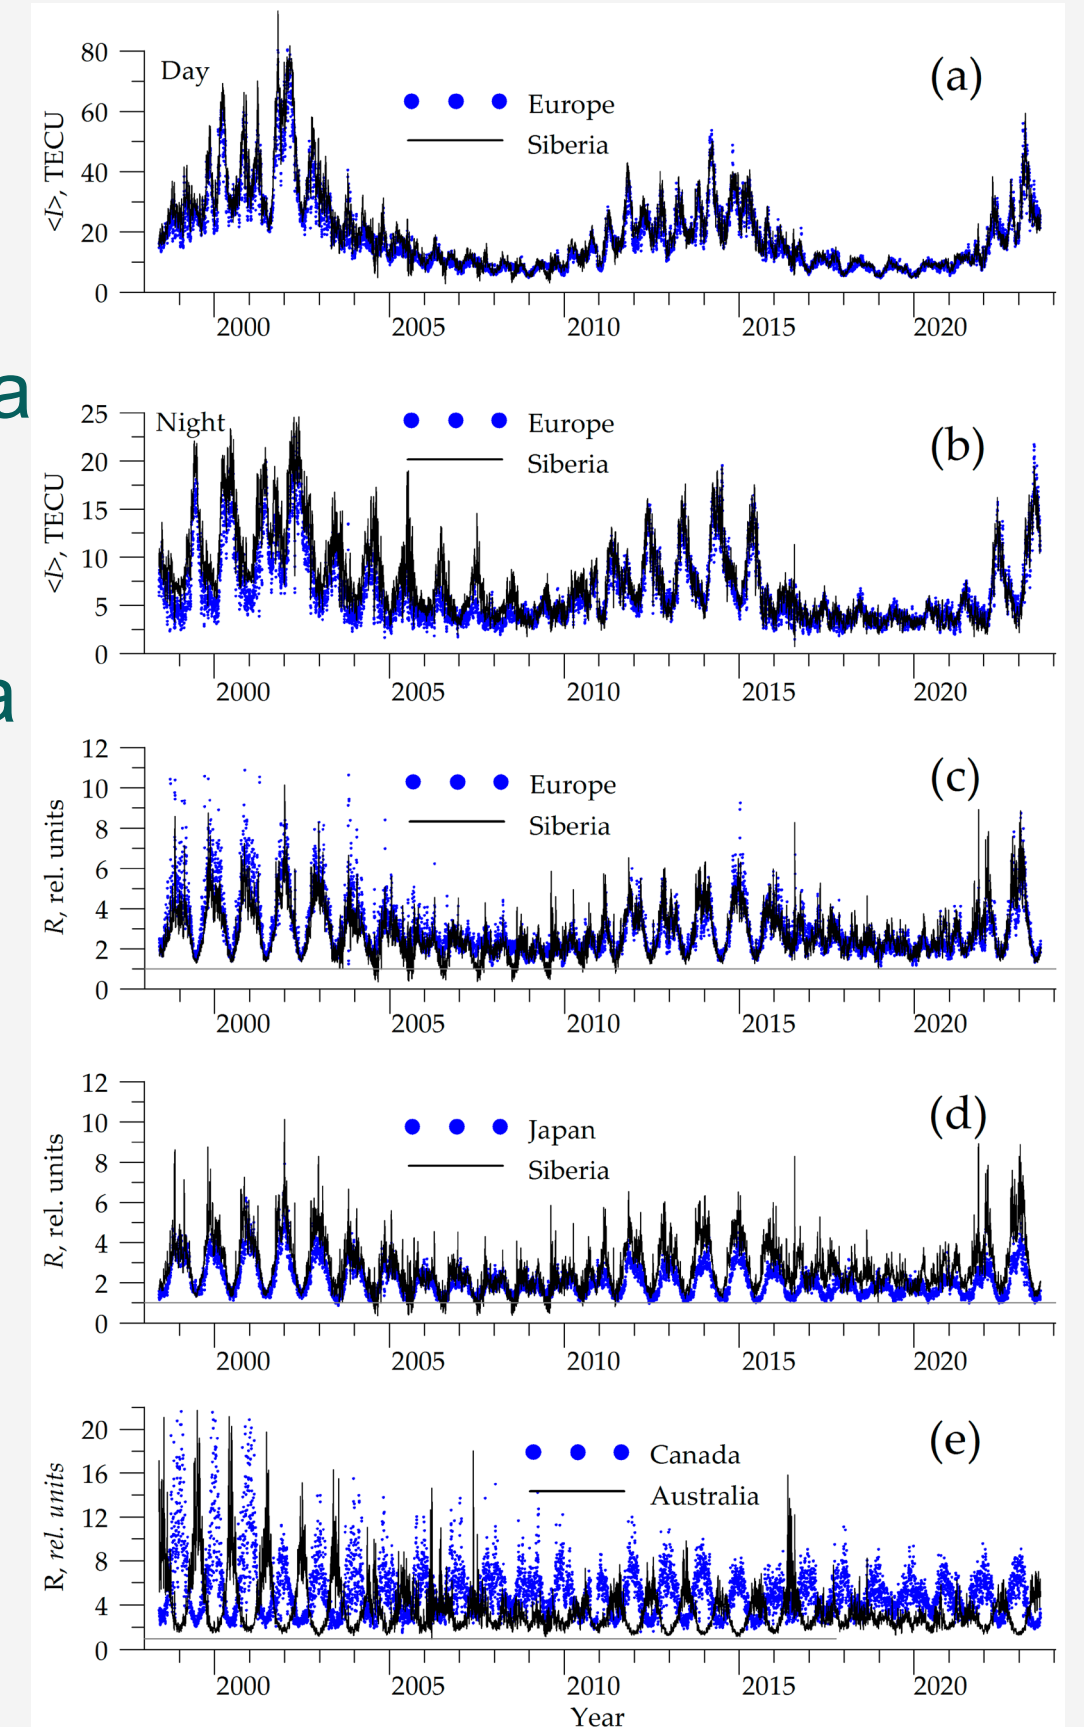 80
60
40
20
0
<I>, TECU
Day
Europe
Siberia
(a)
2000 2005 2010 2015 2020
a
25
20
15
10
5
0
<I>, TECU
Night
Europe
Siberia
(b)
2000 2005 2010 2015 2020
a
12
10
8
6
4
2
0
R, rel. units
Europe
Siberia
(c)
2000 2005 2010 2015 2020
12
10
8
6
4
2
0
R, rel. units
Japan
Siberia
(d)
2000 2005 2010 2015 2020
20
16
12
8
4
0
R, rel. units
Canada
Australia
(e)
2000 2005 2010 2015 2020
Year